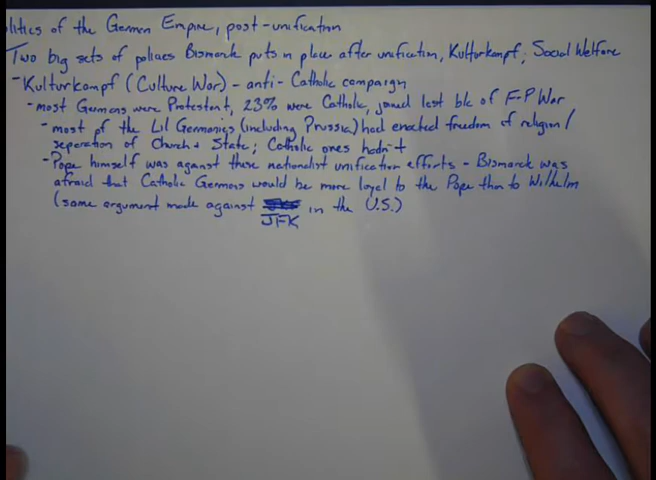 olitics of the German Empire, post-unification
Two big sets of policies Bismarck puts in place after unification, Kulturkampf; Social Welfare
- Kulturkampf (Culture War) - anti-Catholic campaign
- most Germans were Protestant, 23% were Catholic, joined last b/c of F-P War
- most of the Lil Germanies (including Prussia) had enacted freedom of religion/
separation of Church + State; Catholic ones hadn't
- Pope himself was against these nationalist unification efforts - Bismarck was
afraid that Catholic Germans would be more loyal to the Pope than to Wilhelm
(same argument made against in the U.S.)
JFK